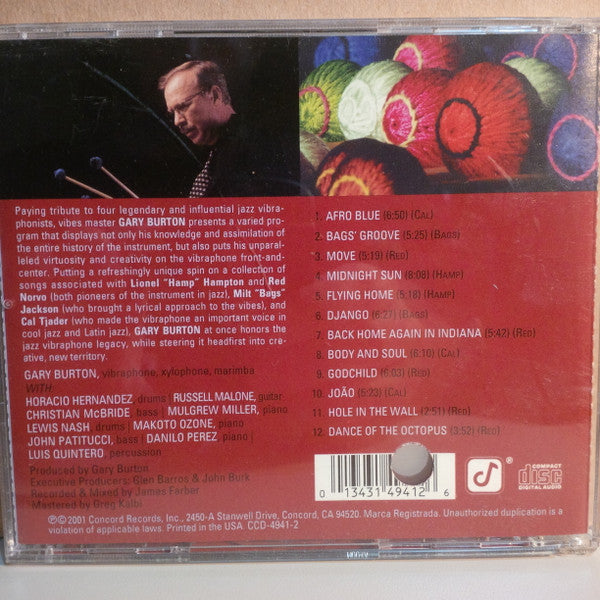 Paying tribute to four legendary and influential jazz vibra-
phonists, vibes master GARY BURTON presents a varied pro-
gram that displays not only his knowledge and assimilation of
the entire history of the instrument, but also puts his unparal-
leled virtuosity and creativity on the vibraphone front-and-
center. Putting a refreshingly unique spin on a collection of
songs associated with Lionel "Hamp" Hampton and Red
Norvo (both pioneers of the instrument in jazz), Milt "Bags"
Jackson (who brought a lyrical approach to the vibes), and
Cal Tjader (who made the vibraphone an important voice in
cool jazz and Latin jazz), GARY BURTON at once honors the
jazz vibraphone legacy, while steering it headfirst into cre-
ative, new territory.
GARY BURTON, vibraphone, xylophone, marimba
WITH:
HORACIO HERNANDEZ, drums | RUSSELL MALONE, guitar
CHRISTIAN McBRIDE, bass | MULGREW MILLER, piano
LEWIS NASH, drums | MAKOTO OZONE, piano
JOHN PATITUCCI, bass | DANILO PEREZ, piano |
LUIS QUINTERO, percussion
Produced by Gary Burton
Executive Producers: Glen Barros & John Burk
Recorded & Mixed by James Farber
Mastered by Greg Kalbi
1. AFRO BLUE (6:50) (CAL)
2. BAGS' GROOVE (5:25) (BAGS)
3. MOVE (5:19) (RED)
4. MIDNIGHT SUN (8:08) (HAMP)
5. FLYING HOME (5:18) (HAMP)
6. DJANGO (6:27) (BAGS)
7. BACK HOME AGAIN IN INDIANA (5:42) (RED)
8. BODY AND SOUL (6:10) (CAL)
9. GODCHILD (6:03) (RED)
10. JOÃO (5:23) (CAL)
11. HOLE IN THE WALL (2:51) (RED)
12. DANCE OF THE OCTOPUS (3:52) (RED)
0 13431 49412 6
COMPACT
disc
DIGITAL AUDIO
℗©2001 Concord Records, Inc., 2450-A Stanwell Drive, Concord, CA 94520. Marca Registrada. Unauthorized duplication is a
violation of applicable laws. Printed in the USA. CCD-4941-2